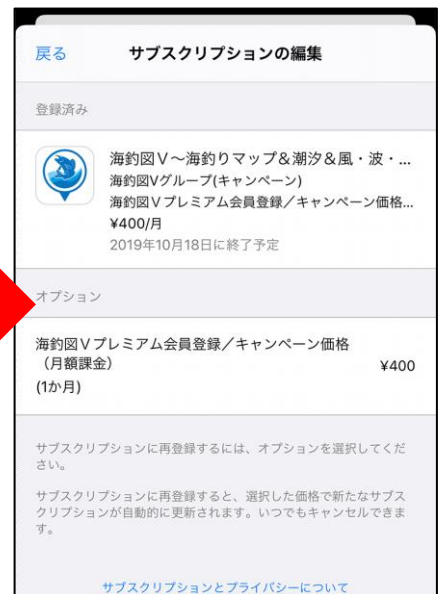 戻る
サブスクリプションの編集
登録済み
海釣図Ｖ～海釣りマップ&潮汐&風・波・...
海釣図Vグループ(キャンペーン)
海釣図Ｖプレミアム会員登録／キャンペーン価格...
¥400/月
2019年10月18日に終了予定
オプション
海釣図Ｖプレミアム会員登録／キャンペーン価格
（月額課金）
¥400
(1か月)
サブスクリプションに再登録するには、オプションを選択してくだ
さい。
サブスクリプションに再登録すると、選択した価格で新たなサブス
クリプションが自動的に更新されます。いつでもキャンセルできま
す。
サブスクリプションとプライバシーについて